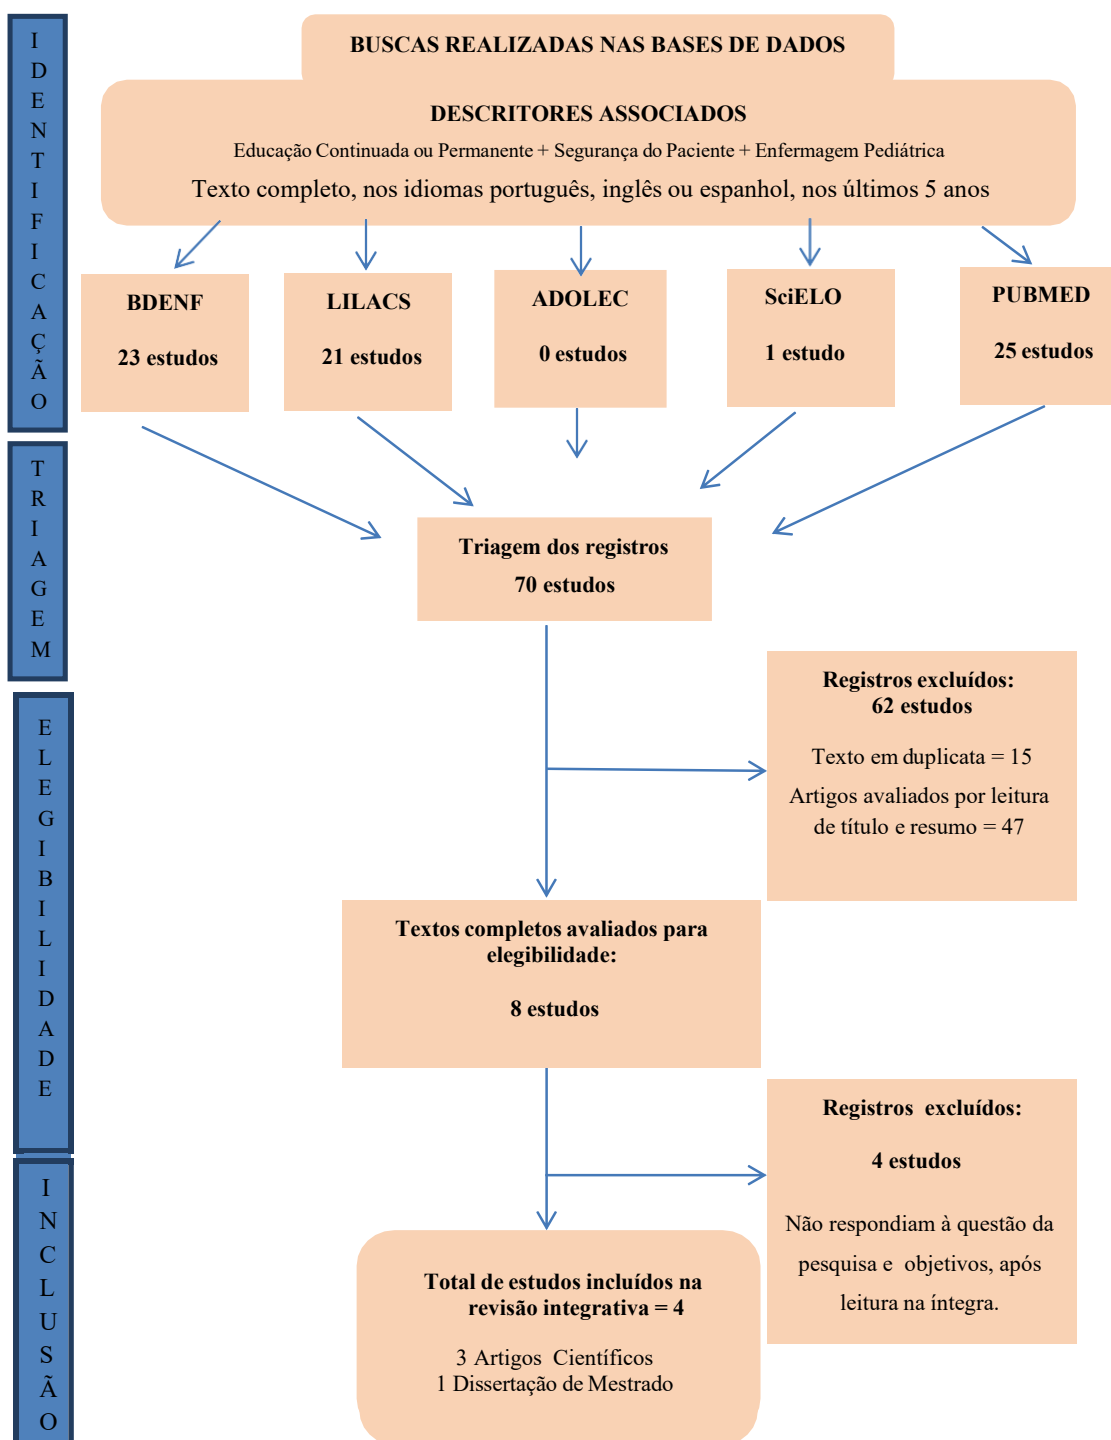 IDENTIFICAÇÃO
BUSCAS REALIZADAS NAS BASES DE DADOS
DESCRITORES ASSOCIADOS
Educação Continuada ou Permanente + Segurança do Paciente + Enfermagem Pediátrica
Texto completo, nos idiomas português, inglês ou espanhol, nos últimos 5 anos
BDENF
23 estudos
LILACS
21 estudos
ADOLEC
0 estudos
SciELO
1 estudo
PUBMED
25 estudos
TRIAGEM
Triagem dos registros
70 estudos
ELEGIBILIDADE
Registros excluídos:
62 estudos
Texto em duplicata = 15
Artigos avaliados por leitura
de título e resumo = 47
Textos completos avaliados para
elegibilidade:
8 estudos
Registros excluídos:
4 estudos
Não respondiam à questão da
pesquisa e objetivos, após
leitura na íntegra.
INCLUSÃO
Total de estudos incluídos na
revisão integrativa = 4
3 Artigos Científicos
1 Dissertação de Mestrado